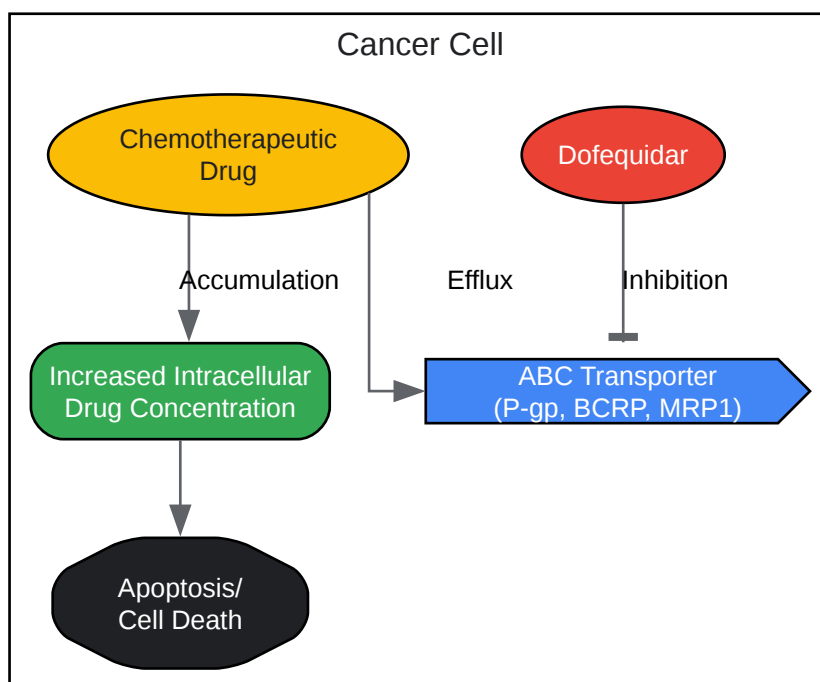 Cancer Cell
Chemotherapeutic
Drug
Dofequidar
Accumulation
Efflux
Inhibition
Increased Intracellular
Drug Concentration
ABC Transporter
(P-gp, BCRP, MRP1)
Apoptosis/
Cell Death